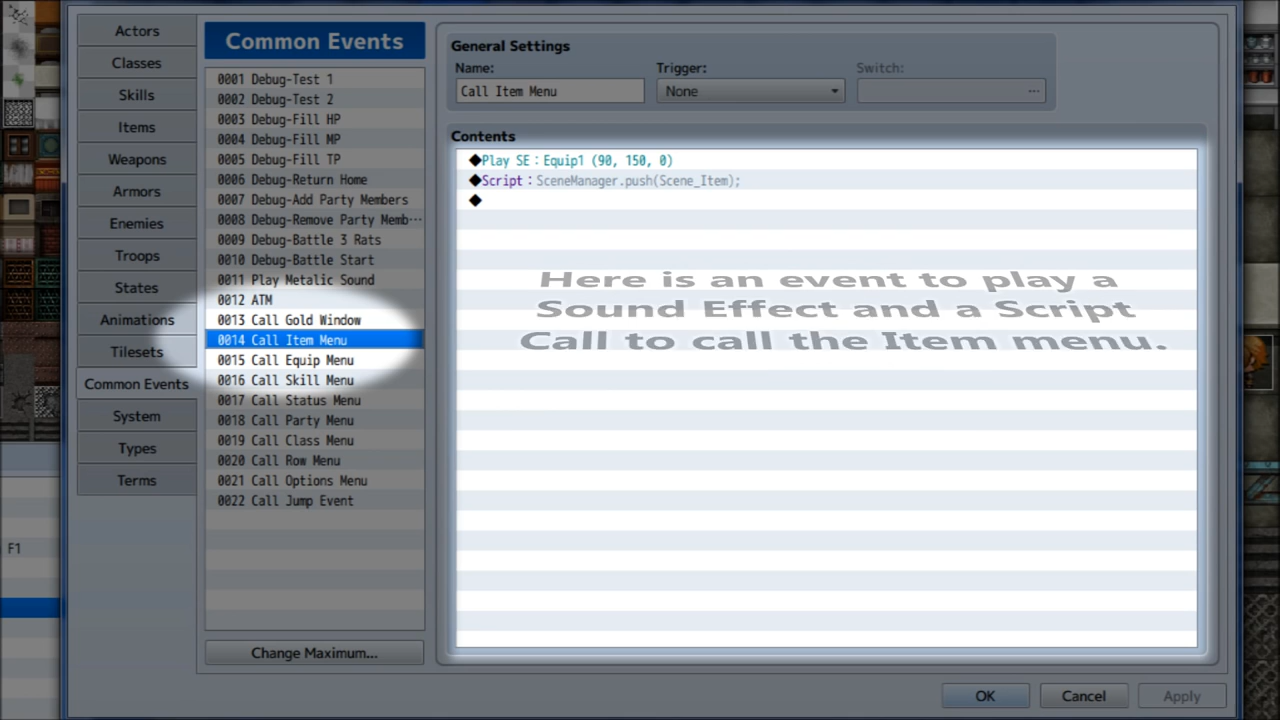 Actors
Classes
Skills
Items
Weapons
Armors
Enemies
Troops
States
Animations
Tilesets
Common Events
System
Types
Terms
F1
Common Events
0001 Debug-Test 1
0002 Debug-Test 2
0003 Debug-Fill HP
0004 Debug-Fill MP
0005 Debug-Fill TP
0006 Debug-Return Home
0007 Debug-Add Party Members
0008 Debug-Remove Party Memb…
0009 Debug-Battle 3 Rats
0010 Debug-Battle Start
0011 Play Metalic Sound
0012 ATM
0013 Call Gold Window
0014 Call Item Menu
0015 Call Equip Menu
0016 Call Skill Menu
0017 Call Status Menu
0018 Call Party Menu
0019 Call Class Menu
0020 Call Row Menu
0021 Call Options Menu
0022 Call Jump Event
Change Maximum...
General Settings
Name: Trigger: Switch:
Call Item Menu None ...
Contents
◆Play SE：Equip1 (90, 150, 0)
◆Script：SceneManager.push(Scene_Item);
◆
Here is an event to play a
Sound Effect and a Script
Call to call the Item menu.
OK Cancel Apply